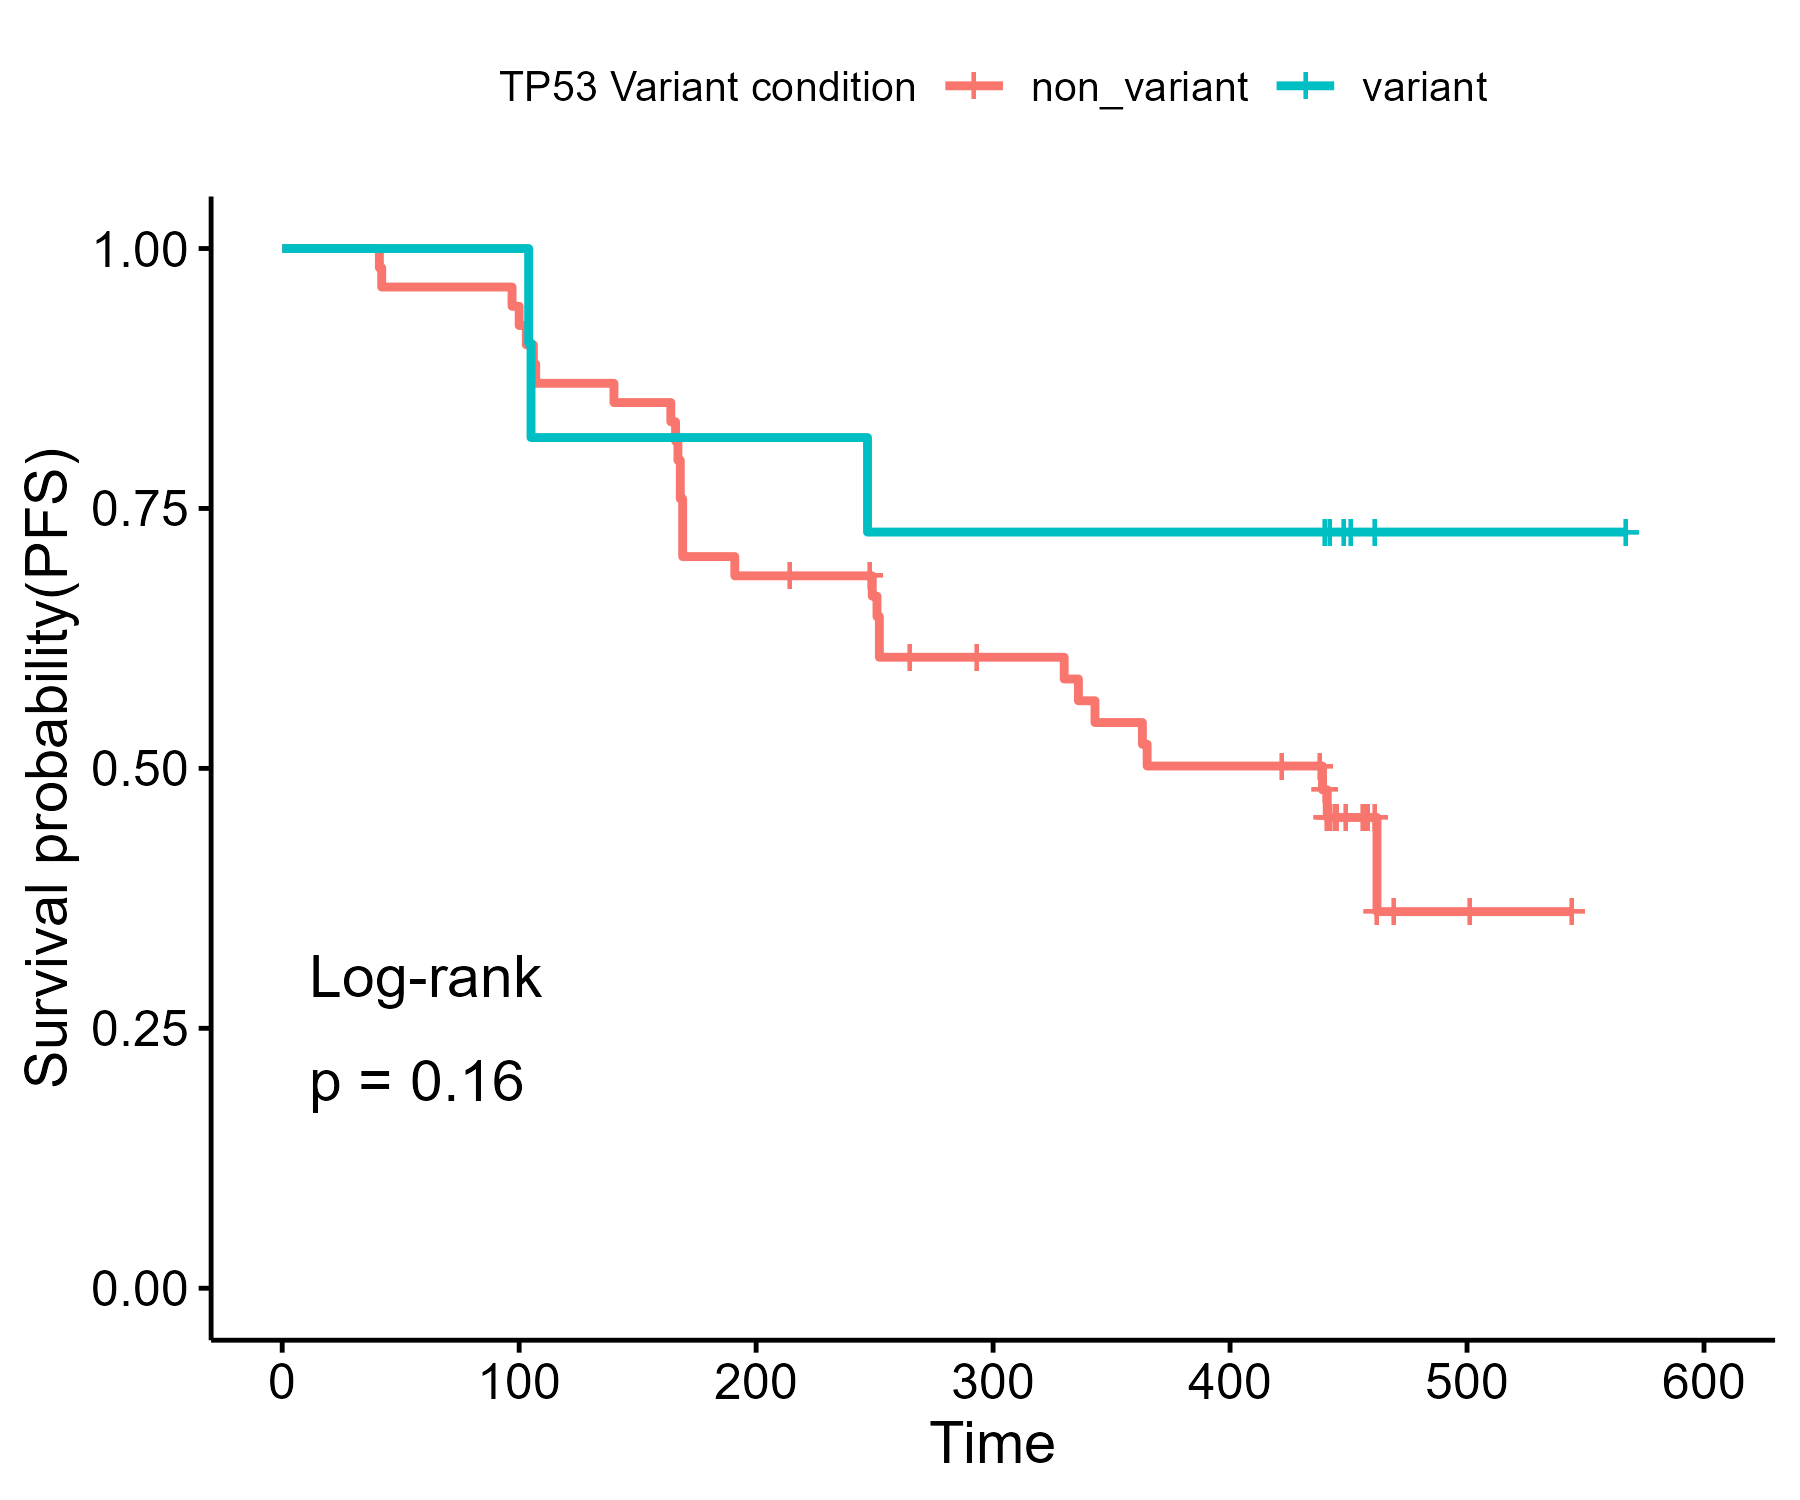 TP53 Variant condition non_variant variant
1.00
0.75
0.50
0.25
0.00
Survival probability(PFS)
Log-rank
p = 0.16
0 100 200 300 400 500 600
Time